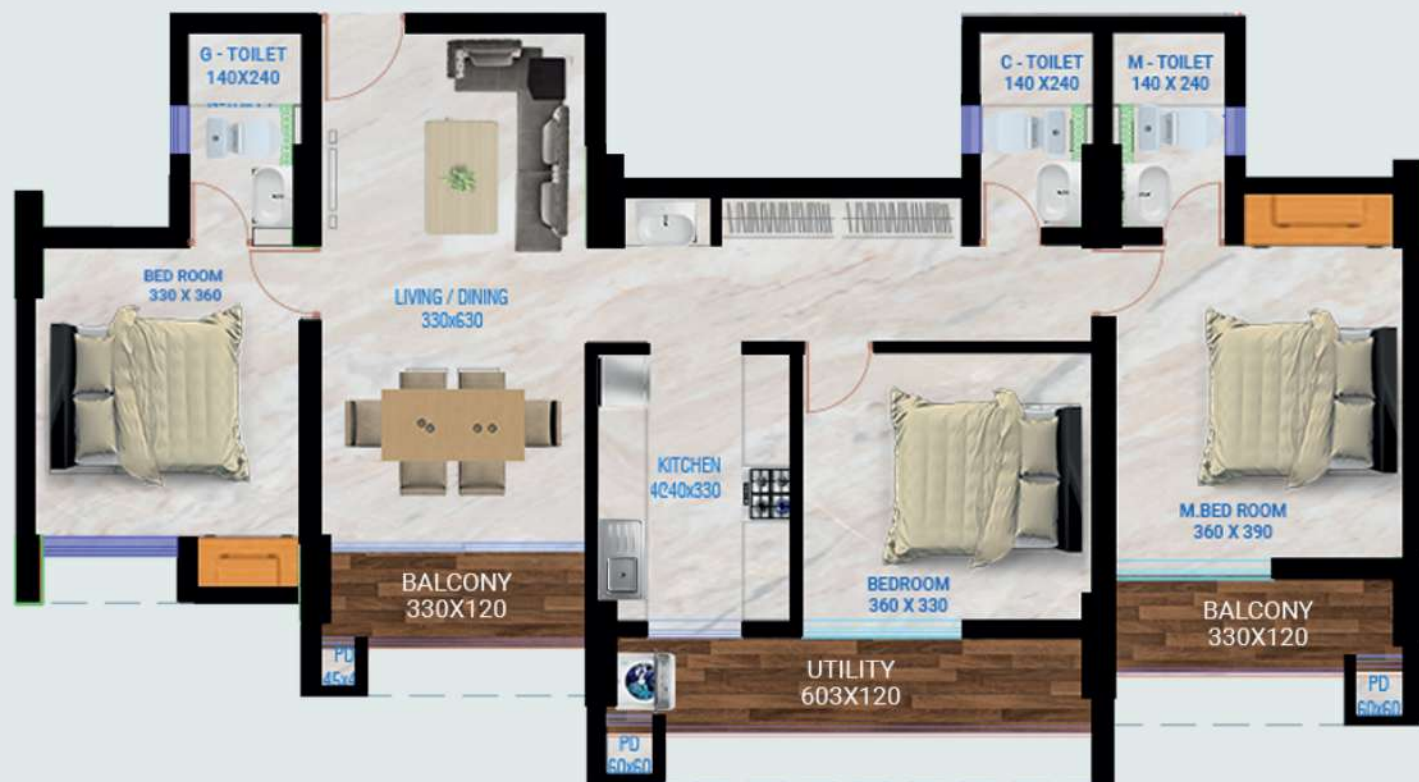 G - TOILET
140X240
C - TOILET
140 X240
M - TOILET
140 X 240
BED ROOM
330 X 360
LIVING / DINING
330x630
KITCHEN
M.BED ROOM
360 X 390
BEDROOM
360 X 330
BALCONY
330X120
BALCONY
330X120
UTILITY
603X120
PD
PD
60x60
PD
60x60